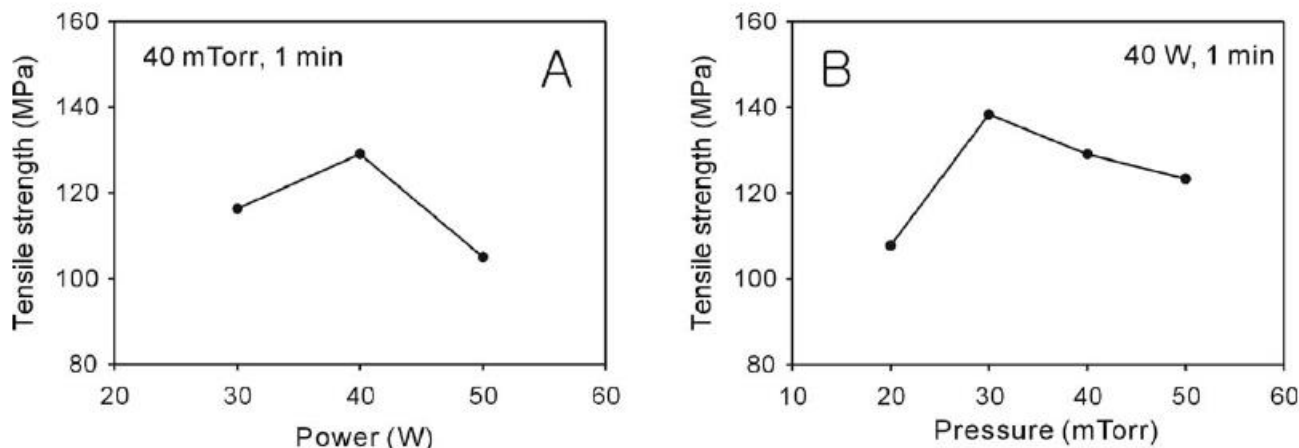 160
140
120
100
80
Tensile strength (MPa)
40 mTorr, 1 min
A
20 30 40 50 60
Power (W)
160
140
120
100
80
Tensile strength (MPa)
B
40 W, 1 min
10 20 30 40 50 60
Pressure (mTorr)